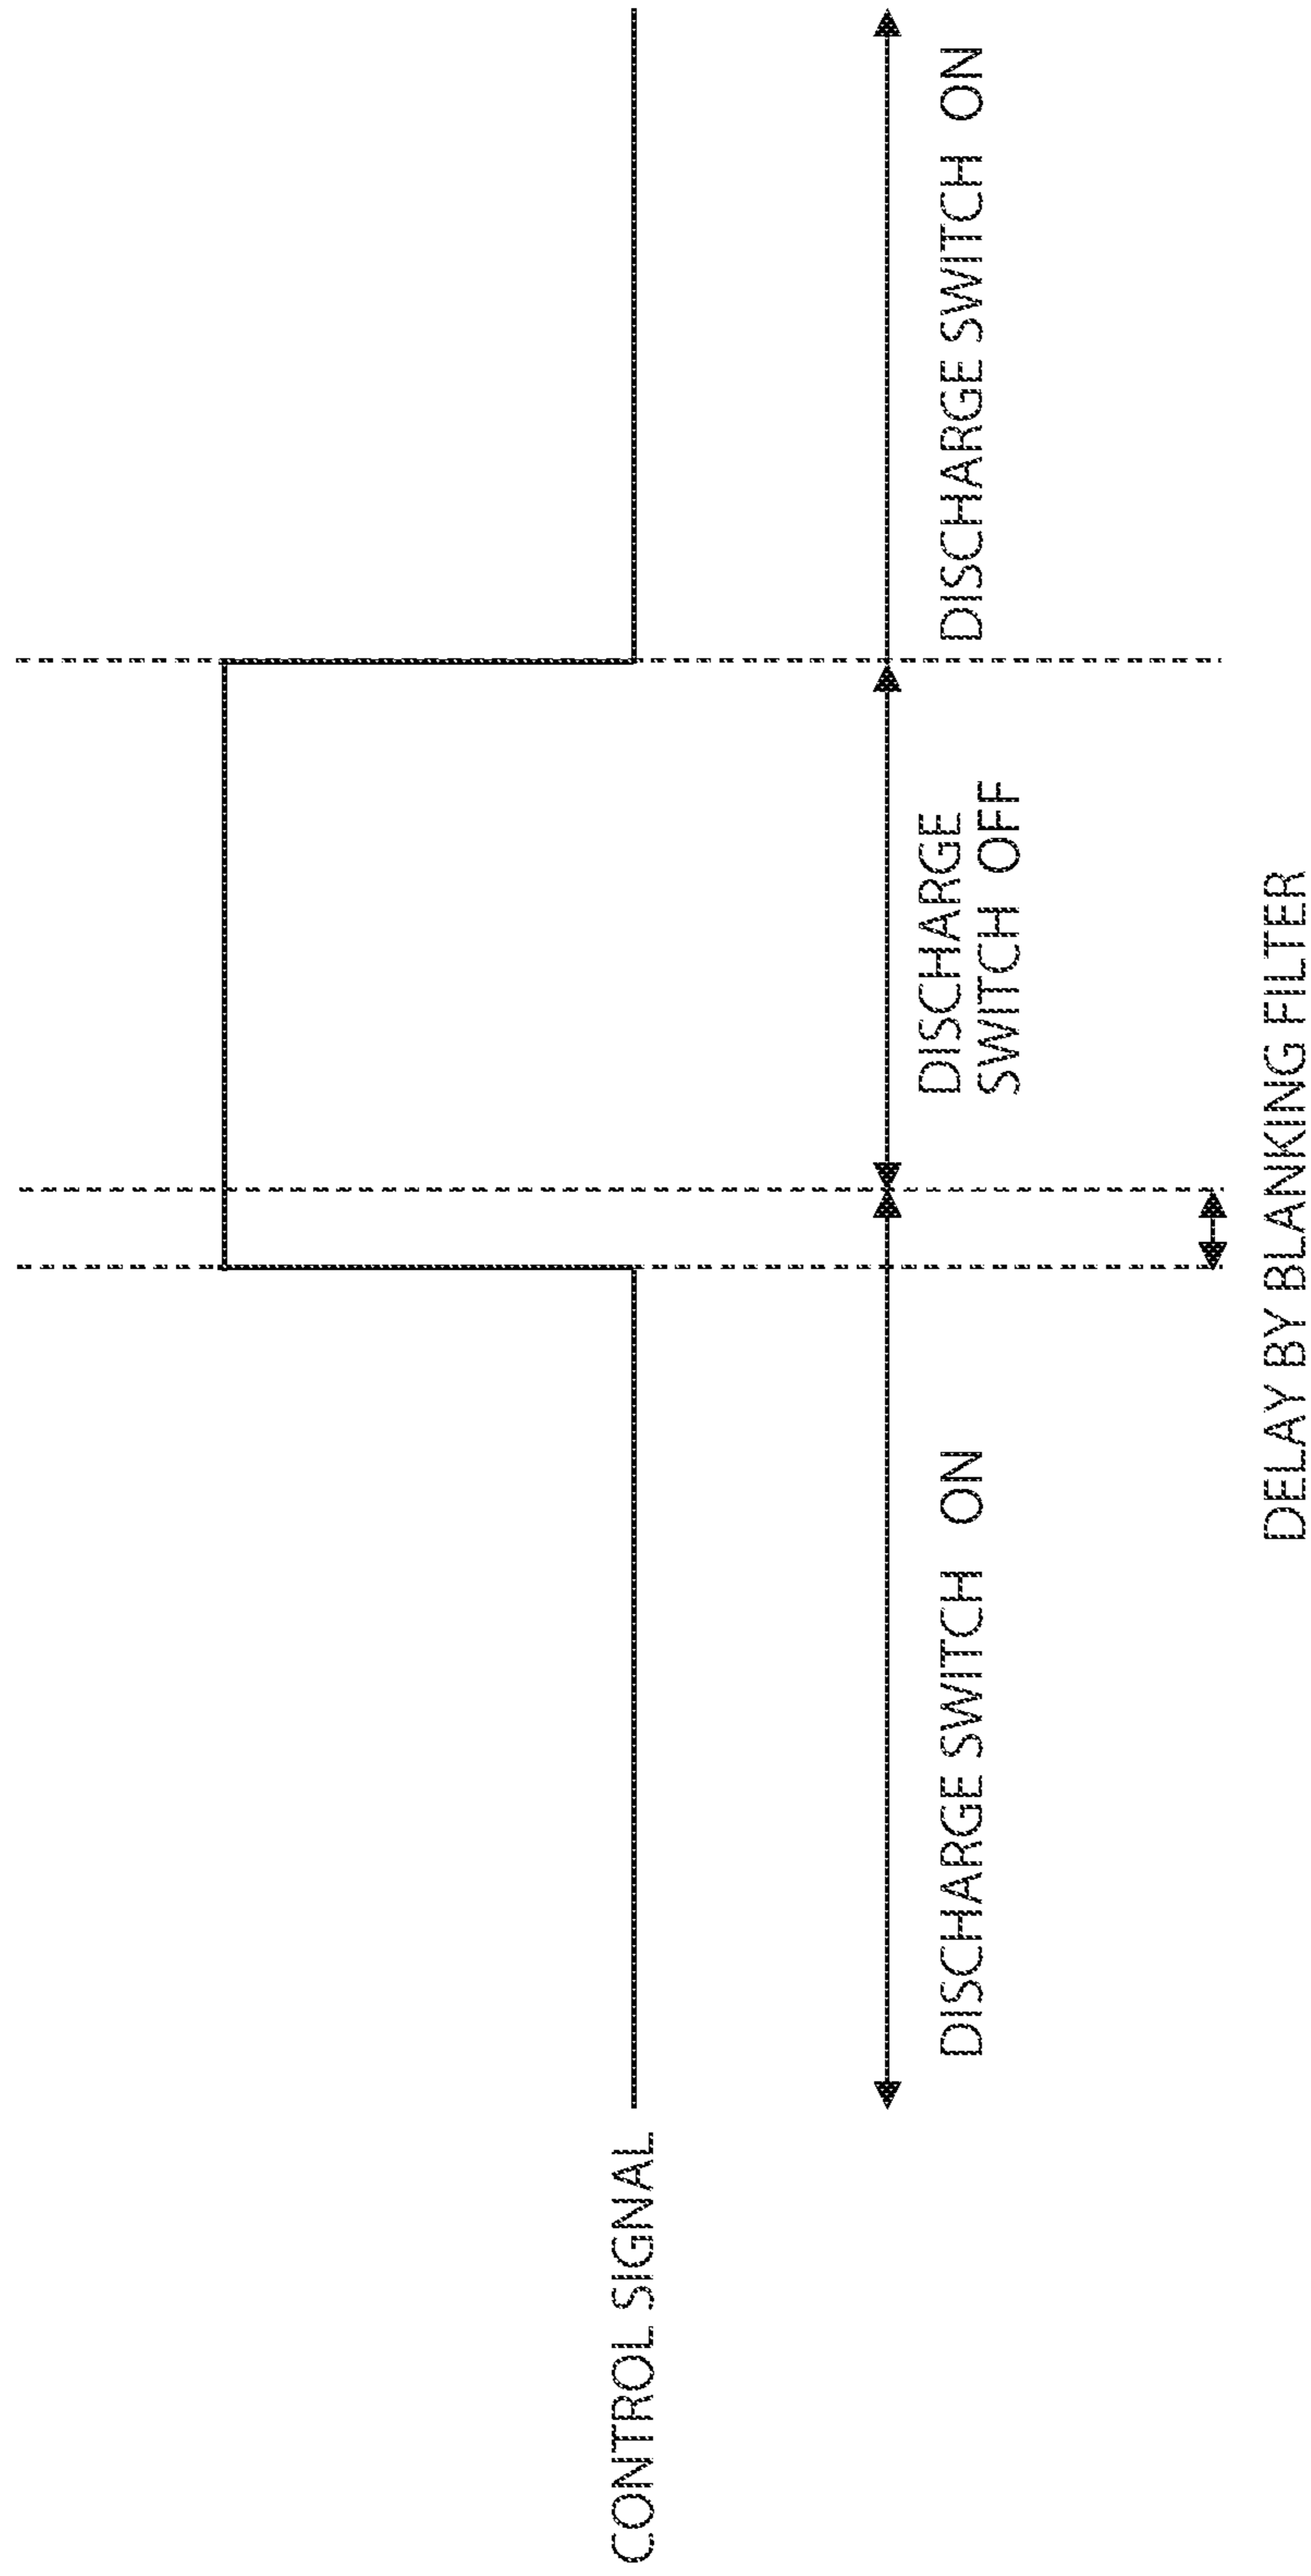 CONTROL SIGNAL
DISCHARGE SWITCH ON
DISCHARGE
SWITCH OFF
DISCHARGE SWITCH ON
DELAY BY BLANKING FILTER